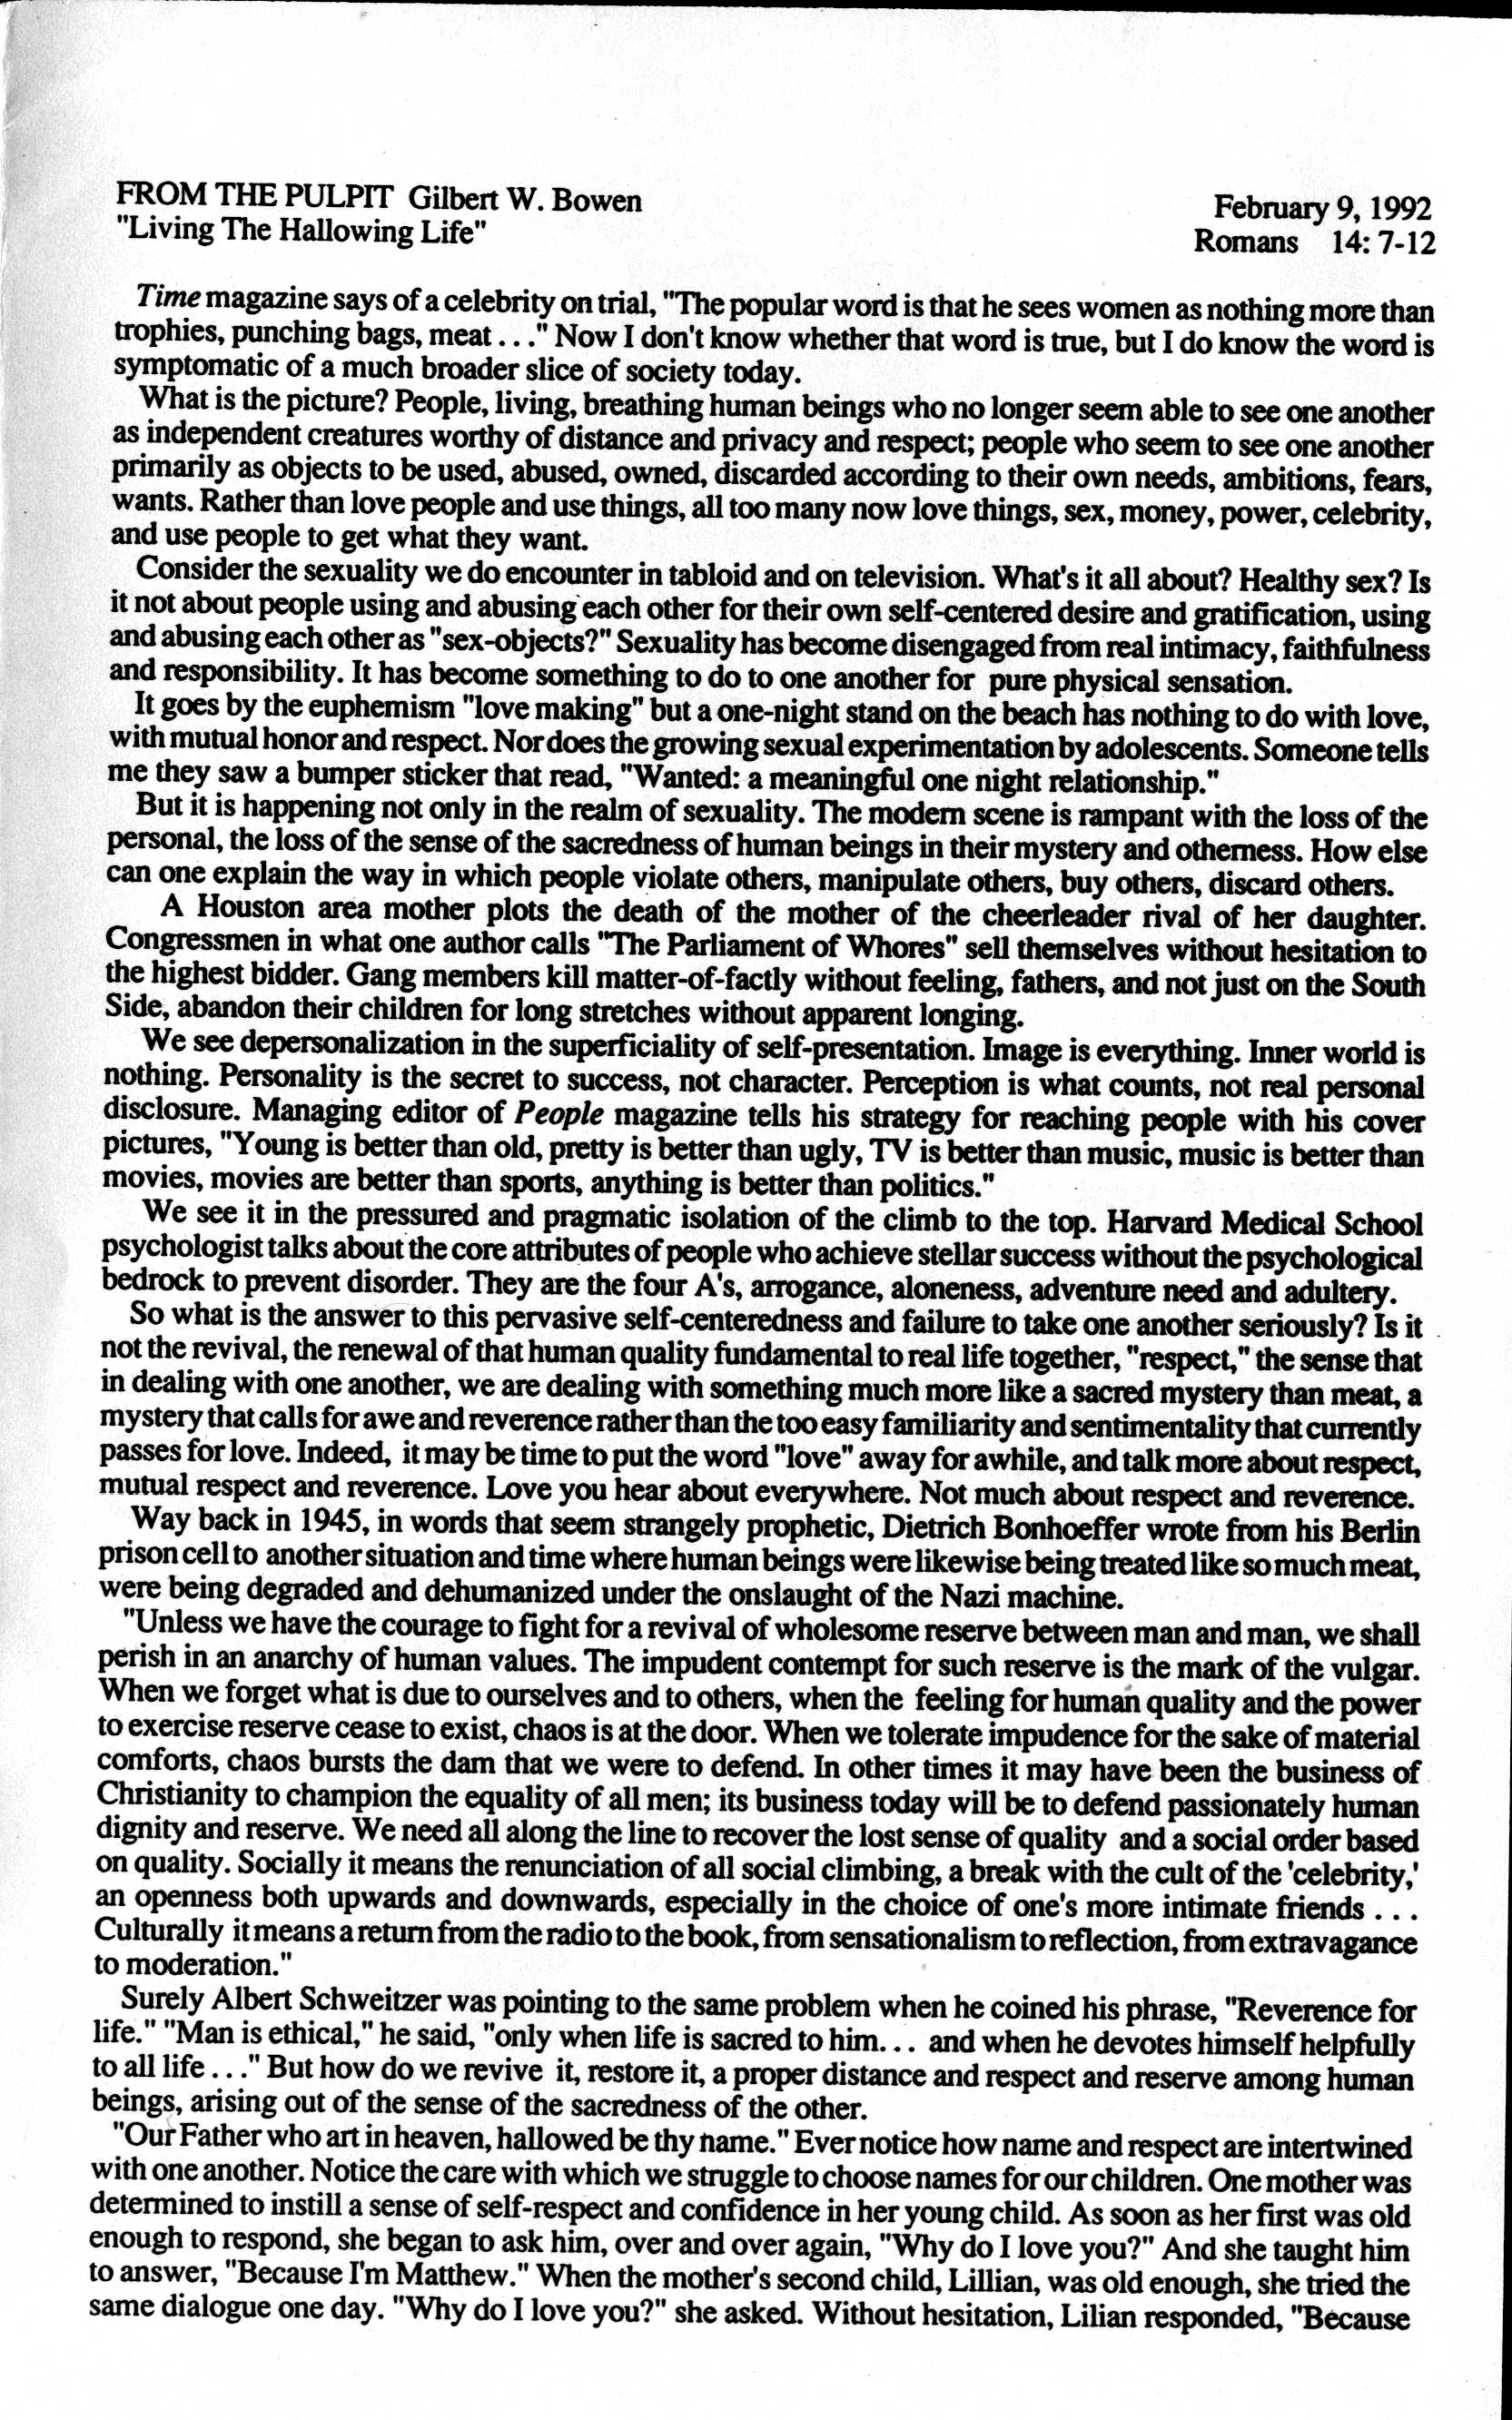 FROM THE PULPIT Gilbert W. Bowen
"Living The Hallowing Life"
February 9, 1992
Romans 14: 7-12
Time magazine says of a celebrity on trial, "The popular word is that he sees women as nothing more than
trophies, punching bags, meat . . ." Now I don't know whether that word is true, but I do know the word is
symptomatic of a much broader slice of society today.
What is the picture? People, living, breathing human beings who no longer seem able to see one another
as independent creatures worthy of distance and privacy and respect; people who seem to see one another
primarily as objects to be used, abused, owned, discarded according to their own needs, ambitions, fears,
wants. Rather than love people and use things, all too many now love things, sex, money, power, celebrity,
and use people to get what they want.
Consider the sexuality we do encounter in tabloid and on television. What's it all about? Healthy sex? Is
it not about people using and abusing each other for their own self-centered desire and gratification, using
and abusing each other as "sex-objects?" Sexuality has become disengaged from real intimacy, faithfulness
and responsibility. It has become something to do to one another for pure physical sensation.
It goes by the euphemism "love making" but a one-night stand on the beach has nothing to do with love,
with mutual honor and respect. Nor does the growing sexual experimentation by adolescents. Someone tells
me they saw a bumper sticker that read, "Wanted: a meaningful one night relationship."
But it is happening not only in the realm of sexuality. The modern scene is rampant with the loss of the
personal, the loss of the sense of the sacredness of human beings in their mystery and otherness. How else
can one explain the way in which people violate others, manipulate others, buy others, discard others.
A Houston area mother plots the death of the mother of the cheerleader rival of her daughter.
Congressmen in what one author calls "The Parliament of Whores" sell themselves without hesitation to
the highest bidder. Gang members kill matter-of-factly without feeling, fathers, and not just on the South
Side, abandon their children for long stretches without apparent longing.
We see depersonalization in the superficiality of self-presentation. Image is everything. Inner world is
nothing. Personality is the secret to success, not character. Perception is what counts, not real personal
disclosure. Managing editor of People magazine tells his strategy for reaching people with his cover
pictures, "Young is better than old, pretty is better than ugly, TV is better than music, music is better than
movies, movies are better than sports, anything is better than politics."
We see it in the pressured and pragmatic isolation of the climb to the top. Harvard Medical School
psychologist talks about the core attributes of people who achieve stellar success without the psychological
bedrock to prevent disorder. They are the four A's, arrogance, aloneness, adventure need and adultery.
So what is the answer to this pervasive self-centeredness and failure to take one another seriously? Is it
not the revival, the renewal of that human quality fundamental to real life together, "respect," the sense that
in dealing with one another, we are dealing with something much more like a sacred mystery than meat, a
mystery that calls for awe and reverence rather than the too easy familiarity and sentimentality that currently
passes for love. Indeed, it may be time to put the word "love" away for awhile, and talk more about respect,
mutual respect and reverence. Love you hear about everywhere. Not much about respect and reverence.
Way back in 1945, in words that seem strangely prophetic, Dietrich Bonhoeffer wrote from his Berlin
prison cell to another situation and time where human beings were likewise being treated like so much meat,
were being degraded and dehumanized under the onslaught of the Nazi machine.
"Unless we have the courage to fight for a revival of wholesome reserve between man and man, we shall
perish in an anarchy of human values. The impudent contempt for such reserve is the mark of the vulgar.
When we forget what is due to ourselves and to others, when the feeling for human quality and the power
to exercise reserve cease to exist, chaos is at the door. When we tolerate impudence for the sake of material
comforts, chaos bursts the dam that we were to defend. In other times it may have been the business of
Christianity to champion the equality of all men; its business today will be to defend passionately human
dignity and reserve. We need all along the line to recover the lost sense of quality and a social order based
on quality. Socially it means the renunciation of all social climbing, a break with the cult of the 'celebrity,'
an openness both upwards and downwards, especially in the choice of one's more intimate friends . . .
Culturally it means a return from the radio to the book, from sensationalism to reflection, from extravagance
to moderation."
Surely Albert Schweitzer was pointing to the same problem when he coined his phrase, "Reverence for
life." "Man is ethical," he said, "only when life is sacred to him. . . and when he devotes himself helpfully
to all life . . ." But how do we revive it, restore it, a proper distance and respect and reserve among human
beings, arising out of the sense of the sacredness of the other.
"Our Father who art in heaven, hallowed be thy name." Ever notice how name and respect are intertwined
with one another. Notice the care with which we struggle to choose names for our children. One mother was
determined to instill a sense of self-respect and confidence in her young child. As soon as her first was old
enough to respond, she began to ask him, over and over again, "Why do I love you?" And she taught him
to answer, "Because I'm Matthew." When the mother's second child, Lillian, was old enough, she tried the
same dialogue one day. "Why do I love you?" she asked. Without hesitation, Lilian responded, "Because